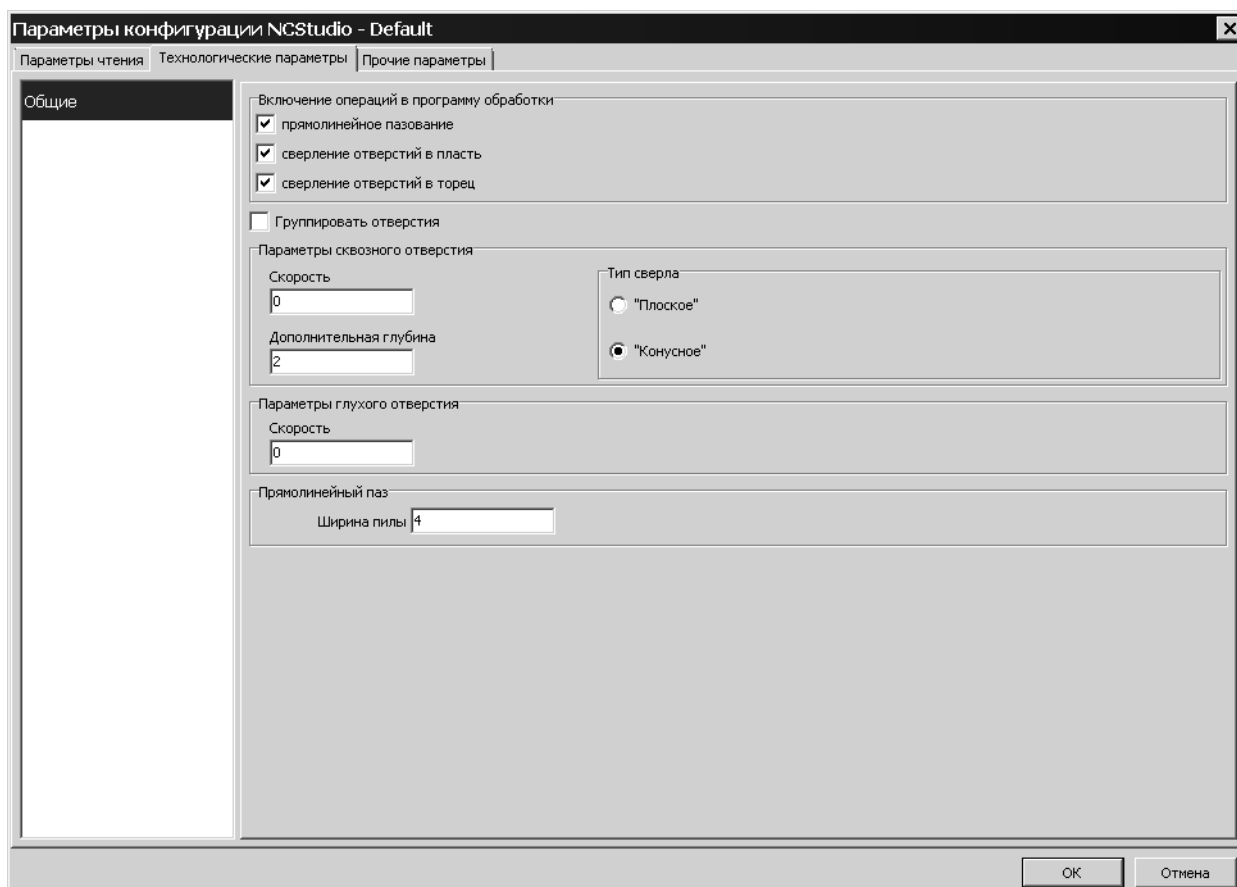 Параметры конфигурации NCStudio - Default
Параметры чтения Технологические параметры Прочие параметры
Общие
Включение операций в программу обработки
прямолинейное пазование
сверление отверстий в пласть
сверление отверстий в торец
Группировать отверстия
Параметры сквозного отверстия
Скорость
0
Дополнительная глубина
2
Тип сверла
"Плоское"
"Конусное"
Параметры глухого отверстия
Скорость
0
Прямолинейный паз
Ширина пилы 4
OK Отмена